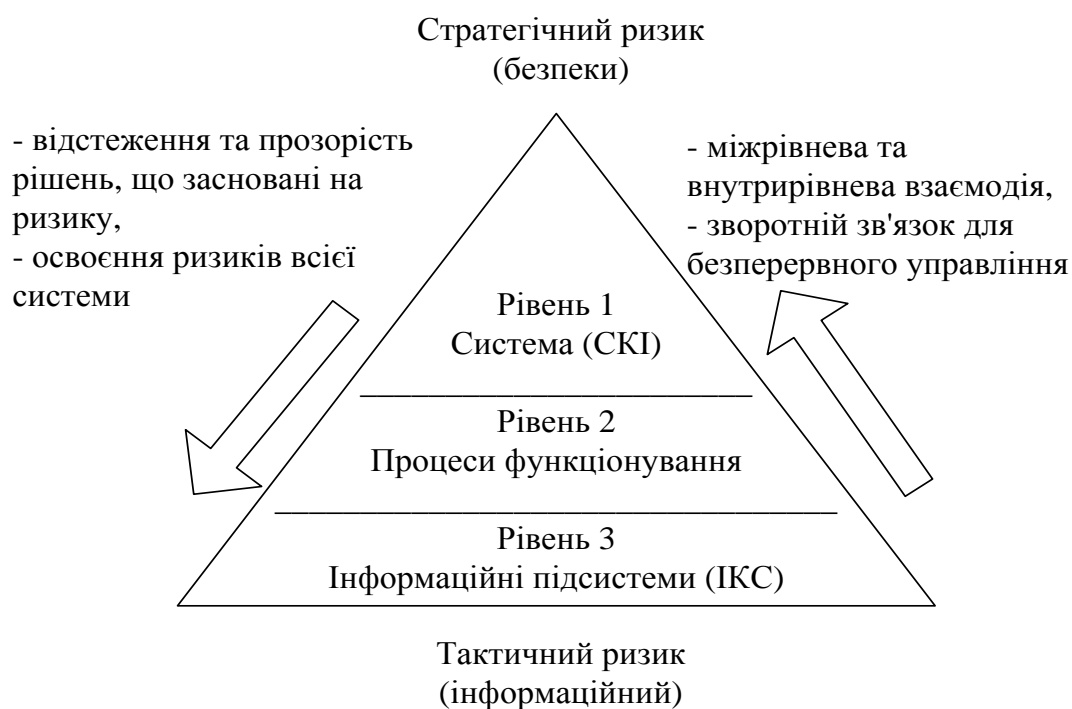 Стратегічний ризик
(безпеки)
- відстеження та прозорість
рішень, що засновані на
ризику,
- освоєння ризиків всієї
системи
- міжрівнева та
внутрирівнева взаємодія,
- зворотній зв'язок для
безперервного управління
Рівень 1
Система (СКІ)
Рівень 2
Процеси функціонування
Рівень 3
Інформаційні підсистеми (ІКС)
Тактичний ризик
(інформаційний)